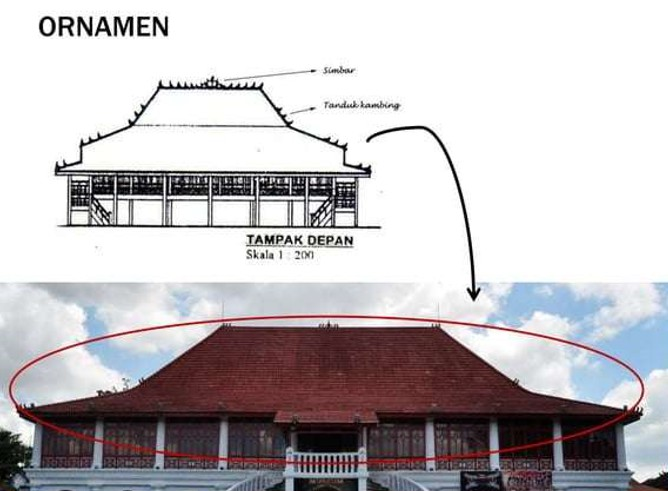 ORNAMEN
Simbar
Tanduk kambing
TAMPAK DEPAN
Skala 1 : 200